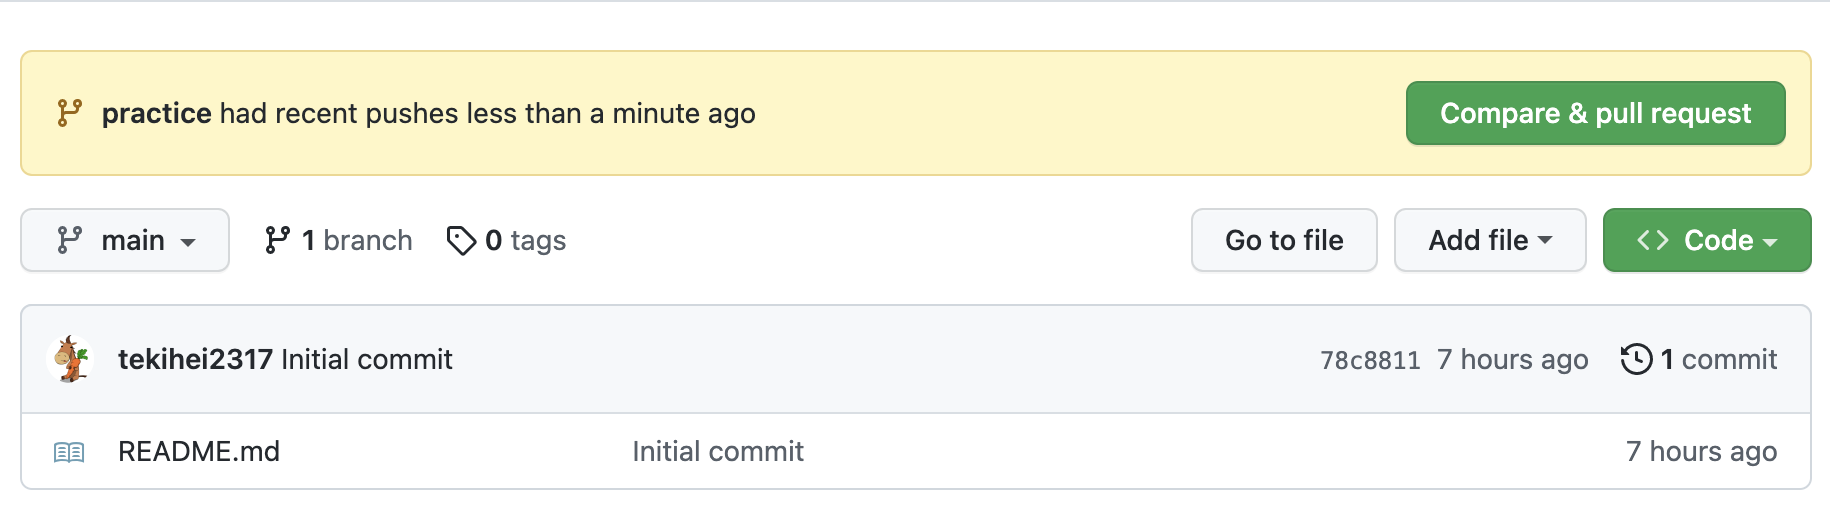 practice had recent pushes less than a minute ago
Compare & pull request
main
1 branch
0 tags
Go to file
Add file
Code
tekihei2317 Initial commit
78c8811 7 hours ago
1 commit
README.md
Initial commit
7 hours ago